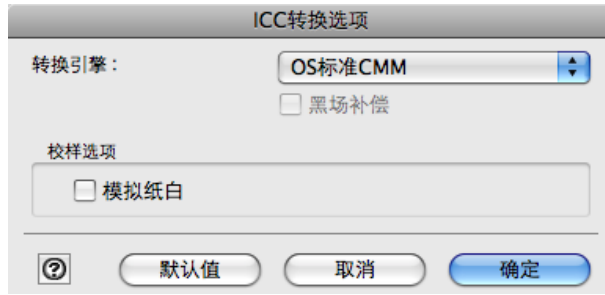 ICC转换选项
转换引擎：
OS标准CMM
黑场补偿
校样选项
模拟纸白
默认值
取消
确定